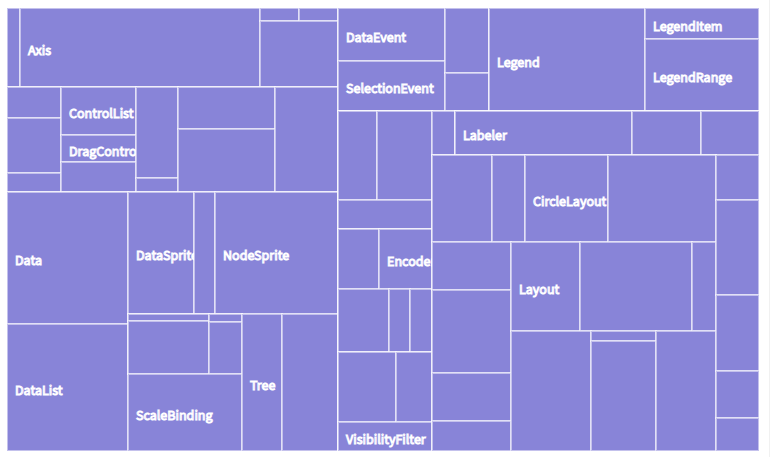 Axis
DataEvent
SelectionEvent
Legend
LegendItem
LegendRange
ControlList
DragContro
Labeler
CircleLayout
Data
DataSprite
NodeSprite
Encode
Layout
DataList
ScaleBinding
Tree
VisibilityFilter